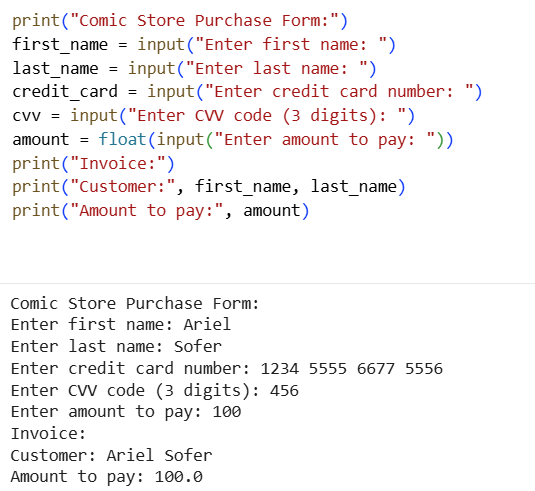 print("Comic Store Purchase Form:")
first_name = input("Enter first name: ")
last_name = input("Enter last name: ")
credit_card = input("Enter credit card number: ")
cvv = input("Enter CVV code (3 digits): ")
amount = float(input("Enter amount to pay: "))
print("Invoice:")
print("Customer:", first_name, last_name)
print("Amount to pay:", amount)
Comic Store Purchase Form:
Enter first name: Ariel
Enter last name: Sofer
Enter credit card number: 1234 5555 6677 5556
Enter CVV code (3 digits): 456
Enter amount to pay: 100
Invoice:
Customer: Ariel Sofer
Amount to pay: 100.0